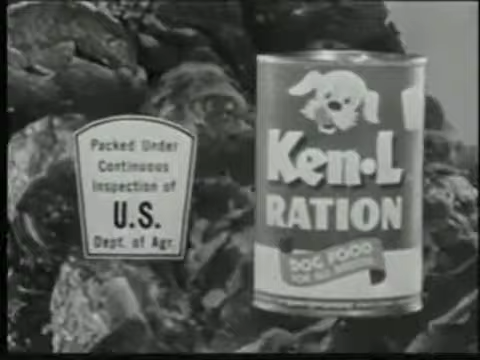 Packed Under
Continuous
Inspection of
U.S.
Dept. of Agr.
Ken·L
RATION
DOG FOOD